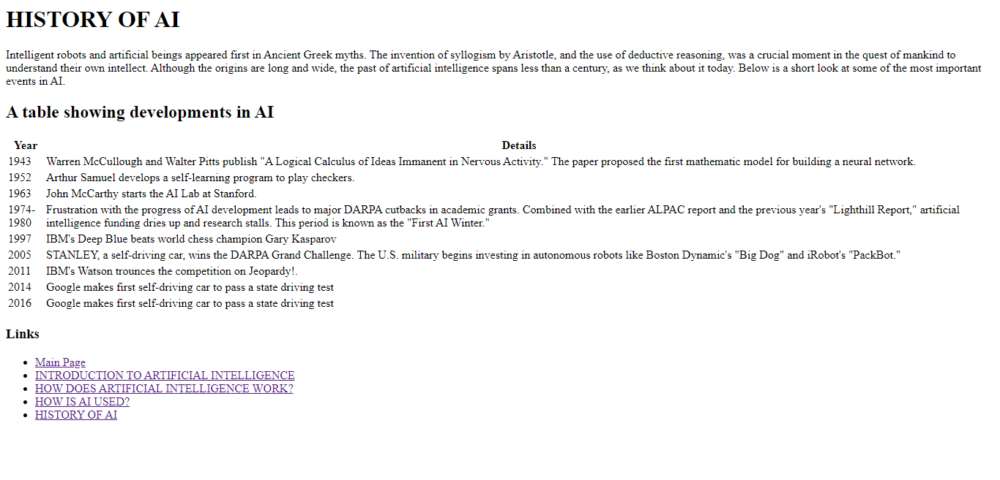 HISTORY OF AI
Intelligent robots and artificial beings appeared first in Ancient Greek myths. The invention of syllogism by Aristotle, and the use of deductive reasoning, was a crucial moment in the quest of mankind to
understand their own intellect. Although the origins are long and wide, the past of artificial intelligence spans less than a century, as we think about it today. Below is a short look at some of the most important
events in AI.
A table showing developments in AI
Year Details
1943 Warren McCullough and Walter Pitts publish "A Logical Calculus of Ideas Immanent in Nervous Activity." The paper proposed the first mathematic model for building a neural network.
1952 Arthur Samuel develops a self-learning program to play checkers.
1963 John McCarthy starts the AI Lab at Stanford.
1974- Frustration with the progress of AI development leads to major DARPA cutbacks in academic grants. Combined with the earlier ALPAC report and the previous year's "Lighthill Report," artificial
1980 intelligence funding dries up and research stalls. This period is known as the "First AI Winter."
1997 IBM's Deep Blue beats world chess champion Gary Kasparov
2005 STANLEY, a self-driving car, wins the DARPA Grand Challenge. The U.S. military begins investing in autonomous robots like Boston Dynamic's "Big Dog" and iRobot's "PackBot."
2011 IBM's Watson trounces the competition on Jeopardy!.
2014 Google makes first self-driving car to pass a state driving test
2016 Google makes first self-driving car to pass a state driving test
Links
• Main Page
• INTRODUCTION TO ARTIFICIAL INTELLIGENCE
• HOW DOES ARTIFICIAL INTELLIGENCE WORK?
• HOW IS AI USED?
• HISTORY OF AI